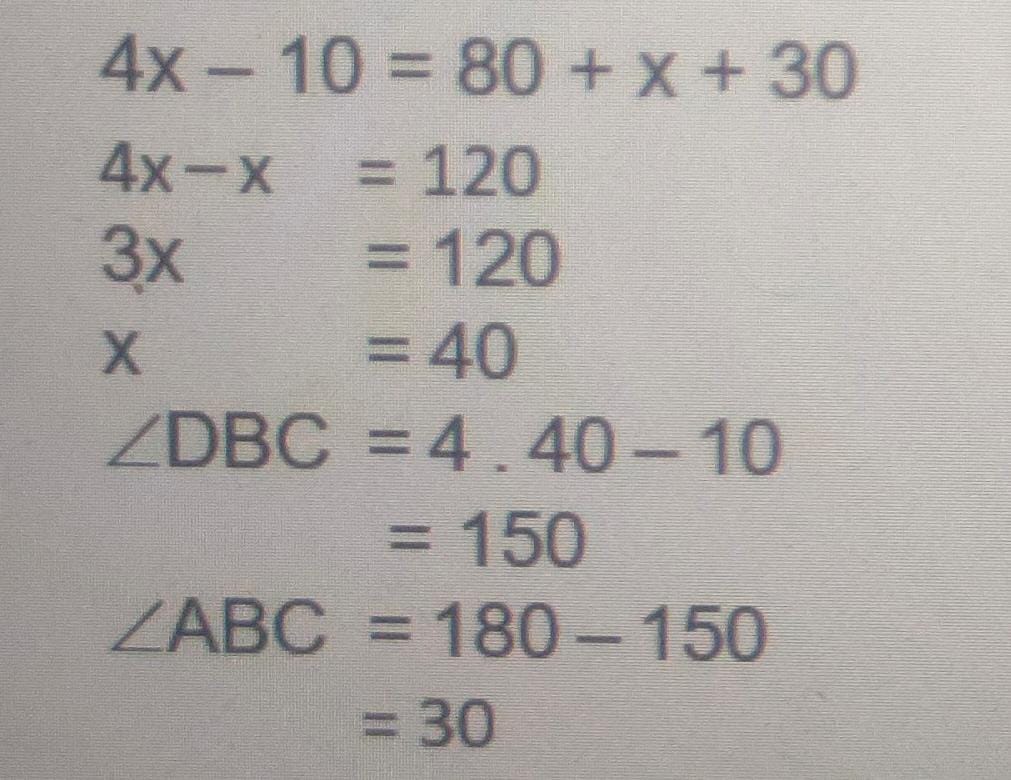 4x – 10 = 80 + x + 30
4x – x = 120
3x = 120
x = 40
∠DBC = 4 . 40 – 10
= 150
∠ABC = 180 – 150
= 30